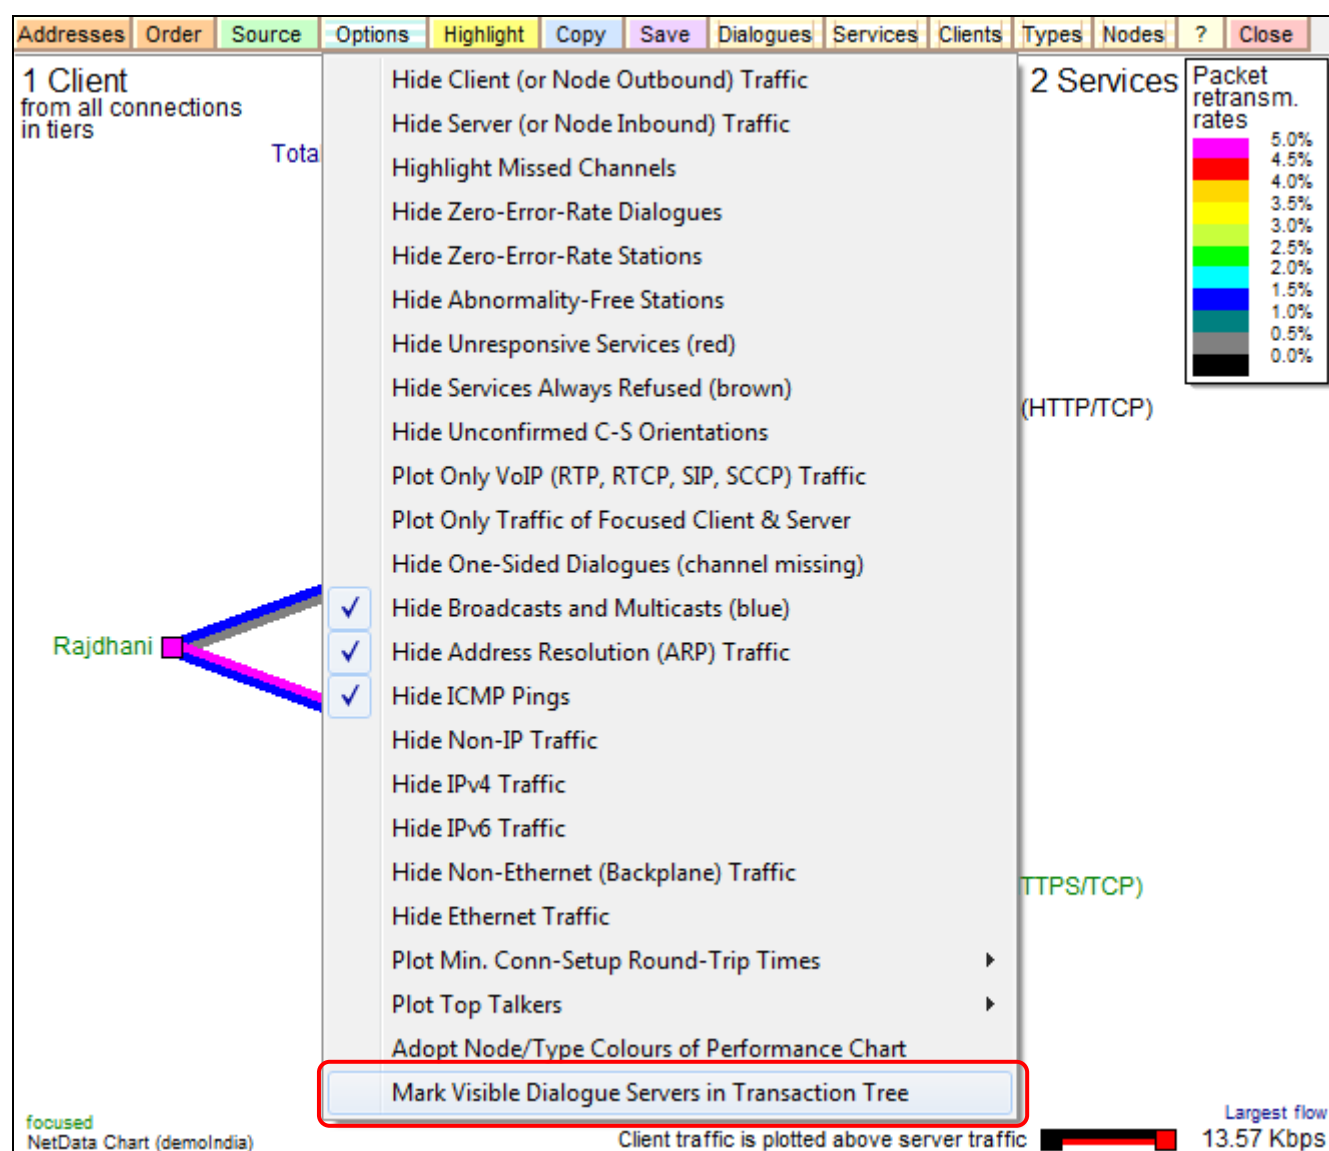 Addresses Order Source Options Highlight Copy Save Dialogues Services Clients Types Nodes ? Close
1 Client
from all connections
in tiers
Tota
Hide Client (or Node Outbound) Traffic
Hide Server (or Node Inbound) Traffic
Highlight Missed Channels
Hide Zero-Error-Rate Dialogues
Hide Zero-Error-Rate Stations
Hide Abnormality-Free Stations
Hide Unresponsive Services (red)
Hide Services Always Refused (brown)
Hide Unconfirmed C-S Orientations
Plot Only VoIP (RTP, RTCP, SIP, SCCP) Traffic
Plot Only Traffic of Focused Client & Server
Hide One-Sided Dialogues (channel missing)
Hide Broadcasts and Multicasts (blue)
Hide Address Resolution (ARP) Traffic
Hide ICMP Pings
Hide Non-IP Traffic
Hide IPv4 Traffic
Hide IPv6 Traffic
Hide Non-Ethernet (Backplane) Traffic
Hide Ethernet Traffic
Plot Min. Conn-Setup Round-Trip Times
Plot Top Talkers
Adopt Node/Type Colours of Performance Chart
Mark Visible Dialogue Servers in Transaction Tree
2 Services
Packet
retransm.
rates
5.0%
4.5%
4.0%
3.5%
3.0%
2.5%
2.0%
1.5%
1.0%
0.5%
0.0%
(HTTP/TCP)
Rajdhani
TTPS/TCP)
focused
NetData Chart (demoIndia)
Client traffic is plotted above server traffic
Largest flow
13.57 Kbps